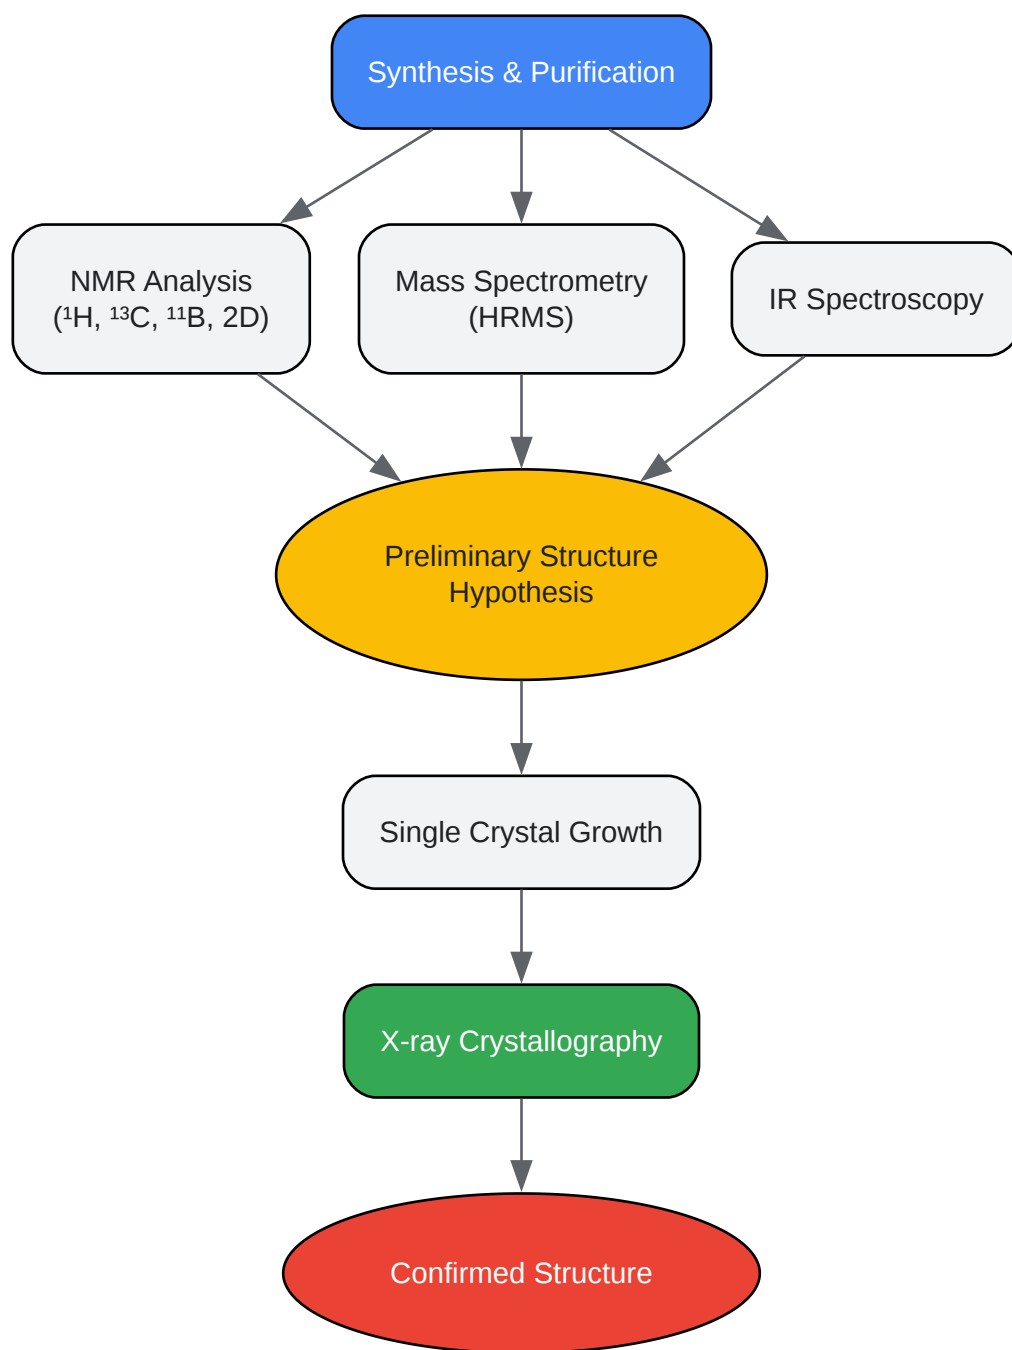 Synthesis & Purification
NMR Analysis
(¹H, ¹³C, ¹¹B, 2D)
Mass Spectrometry
(HRMS)
IR Spectroscopy
Preliminary Structure
Hypothesis
Single Crystal Growth
X-ray Crystallography
Confirmed Structure